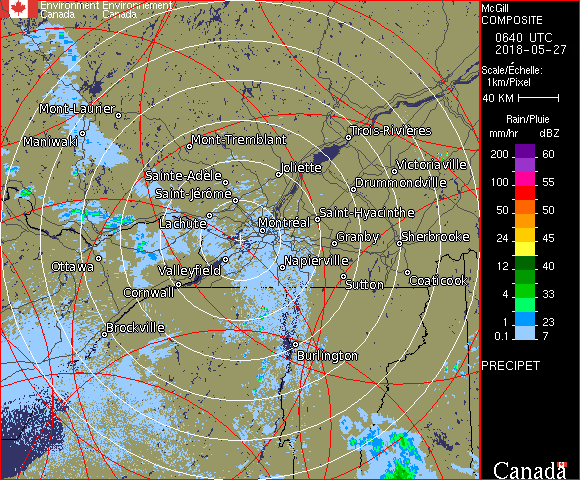 Environment Environnement
Canada Canada
McGill
COMPOSITE
0640 UTC
2018-05-27
Scale/Échelle:
1km/Pixel
40 KM
Rain/Pluie
mm/hr dBZ
200 60
100 55
50 50
24 45
12 40
4 33
1 23
0.1 7
PRECIPET
Canada
Mont-Laurier
Maniwaki
Mont-Tremblant
Trois-Rivières
Joliette
Victoriaville
Sainte-Adèle
Drummondville
Saint-Jérôme
Saint-Hyacinthe
Lachute
Montréal
Granby
Sherbrooke
Ottawa
Napierville
Valleyfield
Sutton
Coaticook
Cornwall
Brockville
Burlington